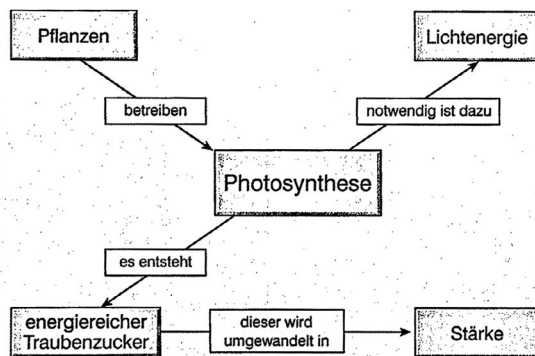 Pflanzen
Lichtenergie
betreiben
notwendig ist dazu
Photosynthese
es entsteht
energiereicher
Traubenzucker
dieser wird
umgewandelt in
Stärke